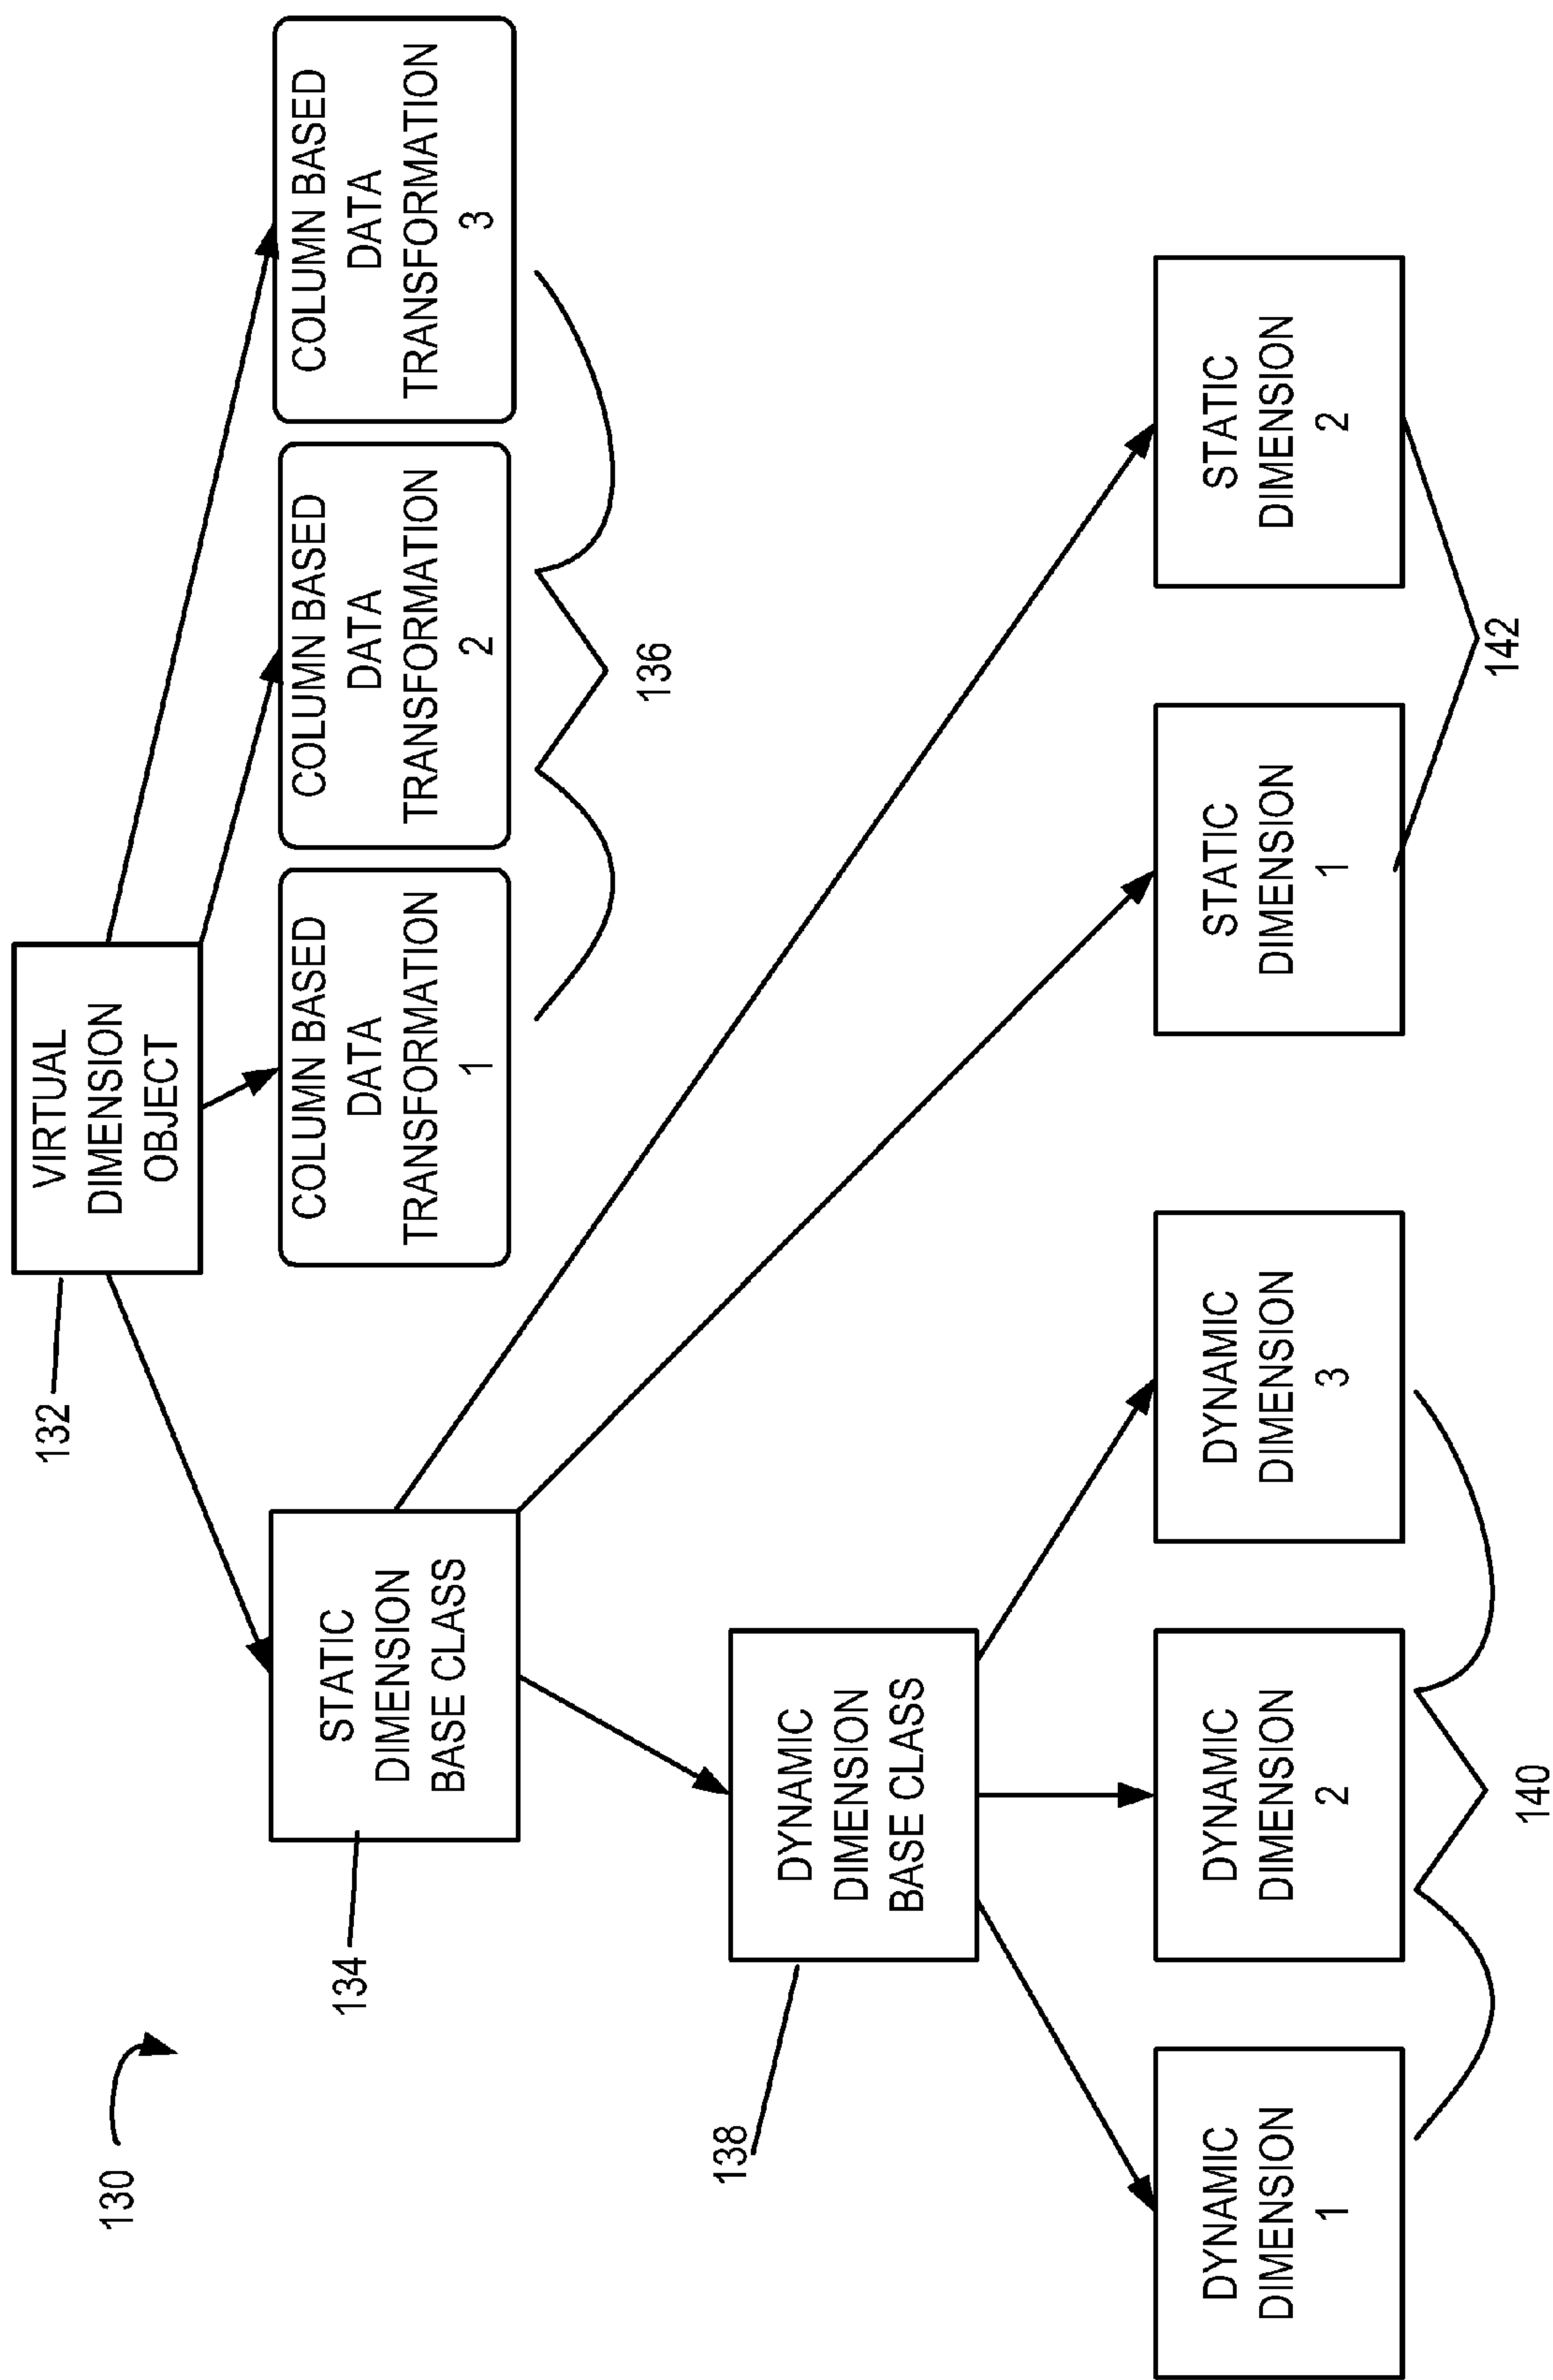 130
132
VIRTUAL
DIMENSION
OBJECT
134
STATIC
DIMENSION
BASE CLASS
COLUMN BASED
DATA
TRANSFORMATION
1
COLUMN BASED
DATA
TRANSFORMATION
2
COLUMN BASED
DATA
TRANSFORMATION
3
136
138
DYNAMIC
DIMENSION
BASE CLASS
DYNAMIC
DIMENSION
1
DYNAMIC
DIMENSION
2
DYNAMIC
DIMENSION
3
STATIC
DIMENSION
1
STATIC
DIMENSION
2
140
142